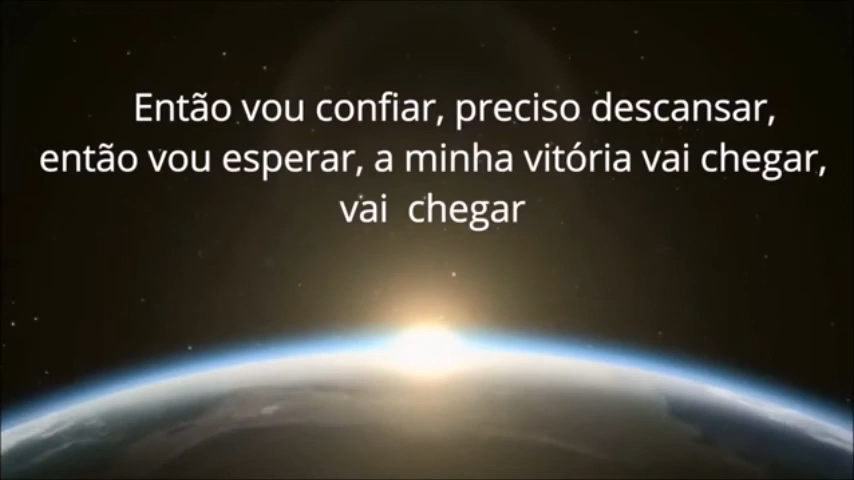 Então vou confiar, preciso descansar,
então vou esperar, a minha vitória vai chegar,
vai  chegar